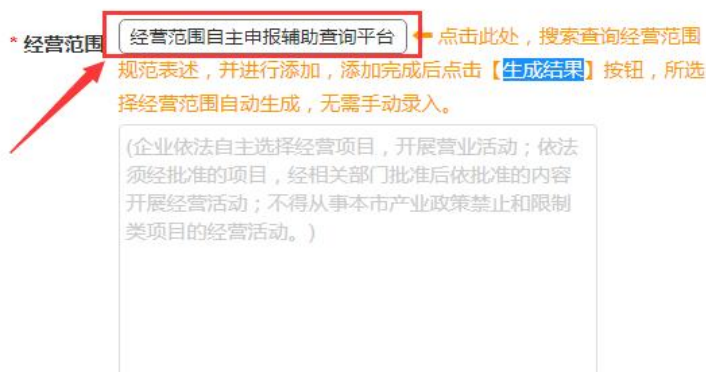 * 经营范围 经营范围自主申报辅助查询平台 点击此处，搜索查询经营范围
规范表述，并进行添加，添加完成后点击【生成结果】按钮，所选
择经营范围自动生成，无需手动录入。
(企业依法自主选择经营项目，开展营业活动；依法
须经批准的项目，经相关部门批准后依批准的内容
开展经营活动；不得从事本市产业政策禁止和限制
类项目的经营活动。)